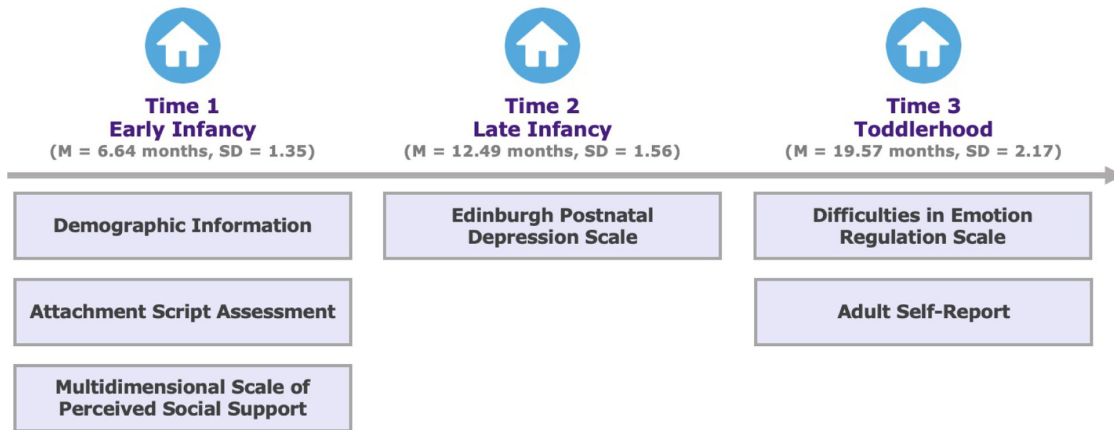 Time 1
Early Infancy
(M = 6.64 months, SD = 1.35)
Time 2
Late Infancy
(M = 12.49 months, SD = 1.56)
Time 3
Toddlerhood
(M = 19.57 months, SD = 2.17)
Demographic Information
Attachment Script Assessment
Multidimensional Scale of
Perceived Social Support
Edinburgh Postnatal
Depression Scale
Difficulties in Emotion
Regulation Scale
Adult Self-Report